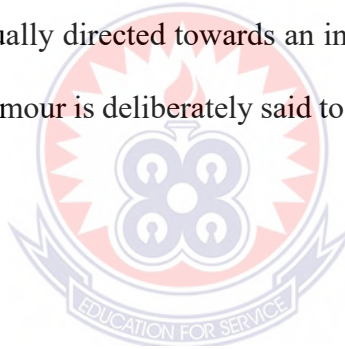 ually directed towards an in
mour is deliberately said to
EDUCATION FOR SERVICE